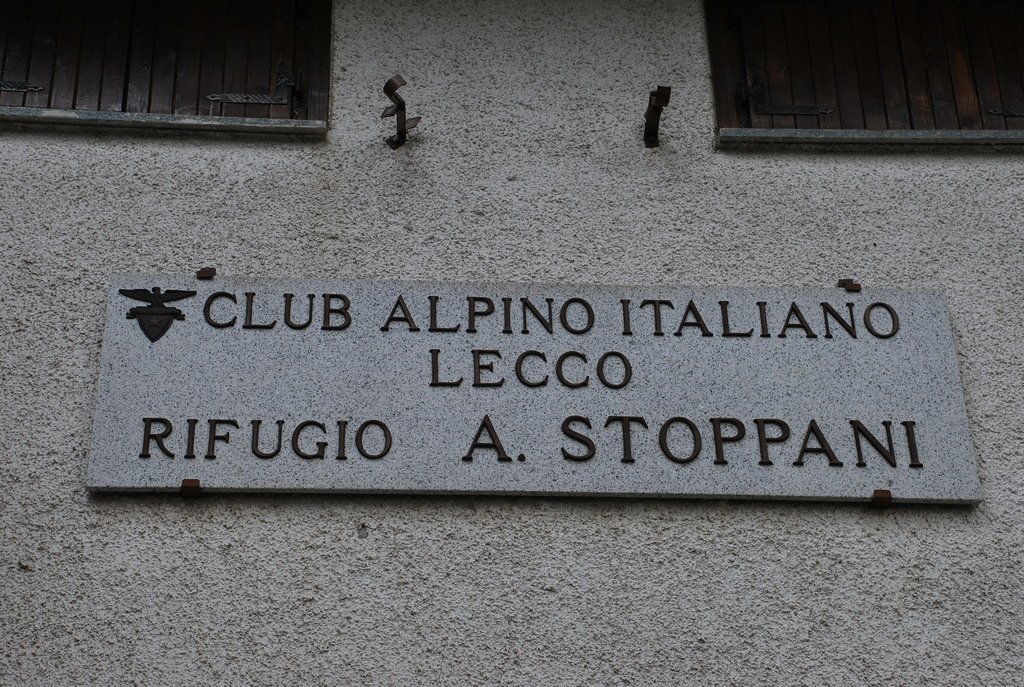 CLUB ALPINO ITALIANO
LECCO
RIFUGIO A. STOPPANI